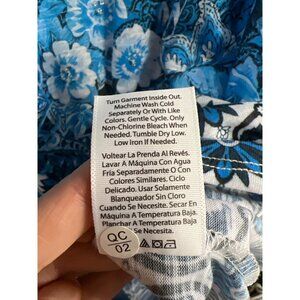 Turn Garment Inside Out.
Machine Wash Cold
Separately Or With Like
Colors. Gentle Cycle. Only
Non-Chlorine Bleach When
Needed. Tumble Dry Low.
Low Iron If Needed.
Voltear La Prenda Al Revés.
Lavar A Máquina Con Agua
Fría Separadamente O Con
Colores Similares. Ciclo
Delicado. Usar Solamente
Blanqueador Sin Cloro
Cuando Se Necesite. Secar En
Máquina A Temperatura Baja.
Planchar A Temperatura Baja,
Si Se Necesita.
QC
02